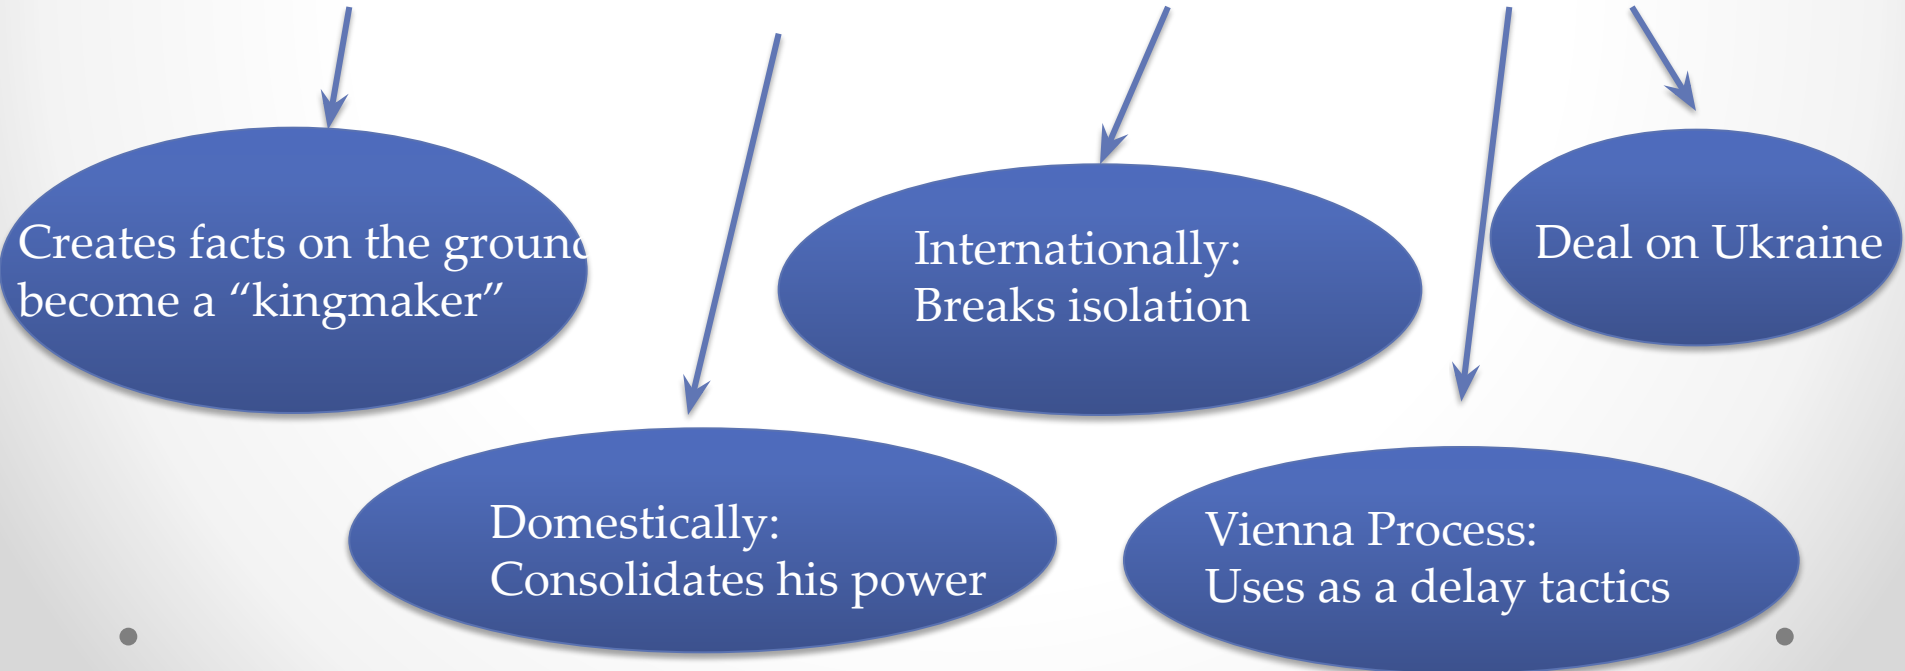 Creates facts on the ground
become a “kingmaker”
Internationally:
Breaks isolation
Deal on Ukraine
Domestically:
Consolidates his power
Vienna Process:
Uses as a delay tactics